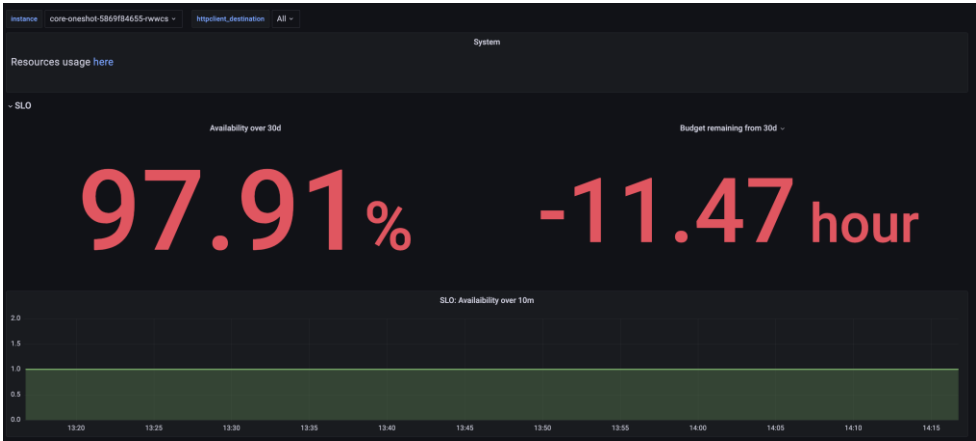 instance core-oneshot-5869f84655-rwwcs httpclient_destination All
System
Resources usage here
SLO
Availability over 30d Budget remaining from 30d
97.91% -11.47 hour
SLO: Availaibility over 10m
2.0
1.5
1.0
0.5
0.0
13:20 13:25 13:30 13:35 13:40 13:45 13:50 13:55 14:00 14:05 14:10 14:15